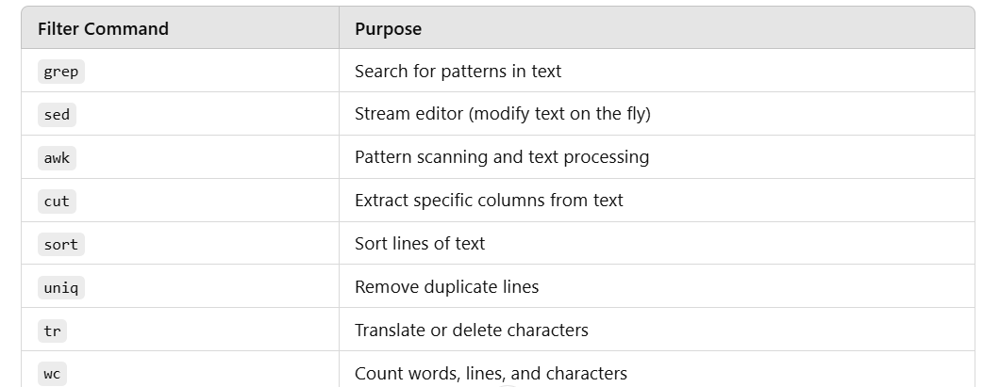 Filter Command Purpose
grep Search for patterns in text
sed Stream editor (modify text on the fly)
awk Pattern scanning and text processing
cut Extract specific columns from text
sort Sort lines of text
uniq Remove duplicate lines
tr Translate or delete characters
wc Count words, lines, and characters